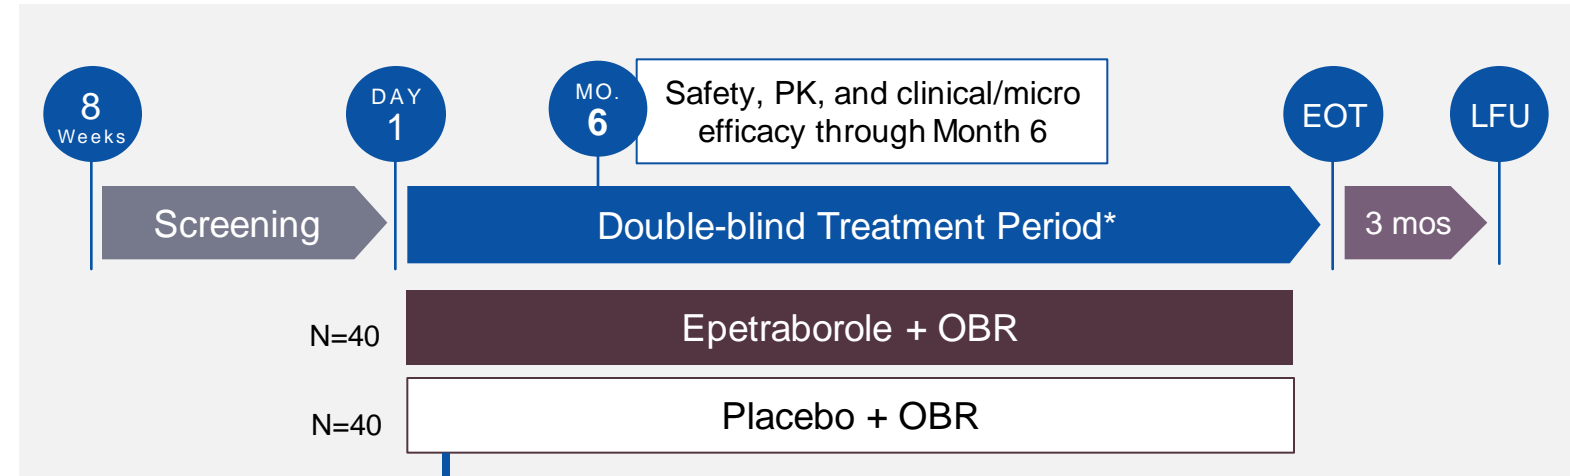 8
Weeks
DAY
1
MO.
6
Safety, PK, and clinical/micro
efficacy through Month 6
EOT
LFU
Screening
Double-blind Treatment Period*
3 mos
N=40
Epetraborole + OBR
N=40
Placebo + OBR